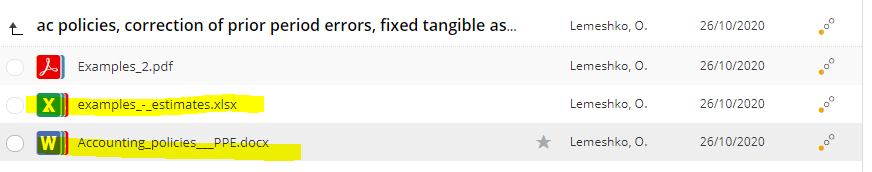 ac policies, correction of prior period errors, fixed tangible as... Lemeshko, O. 26/10/2020
Examples_2.pdf Lemeshko, O. 26/10/2020
X examples_-_estimates.xlsx Lemeshko, O. 26/10/2020
W Accounting_policies___PPE.docx Lemeshko, O. 26/10/2020